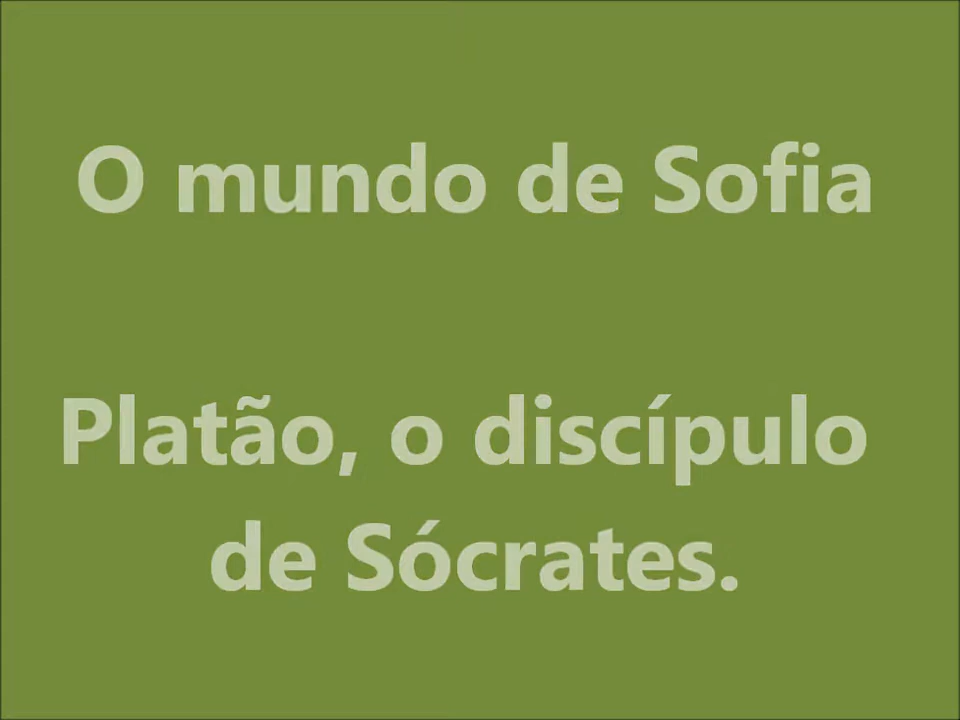 O mundo de Sofia
Platão, o discípulo
de Sócrates.